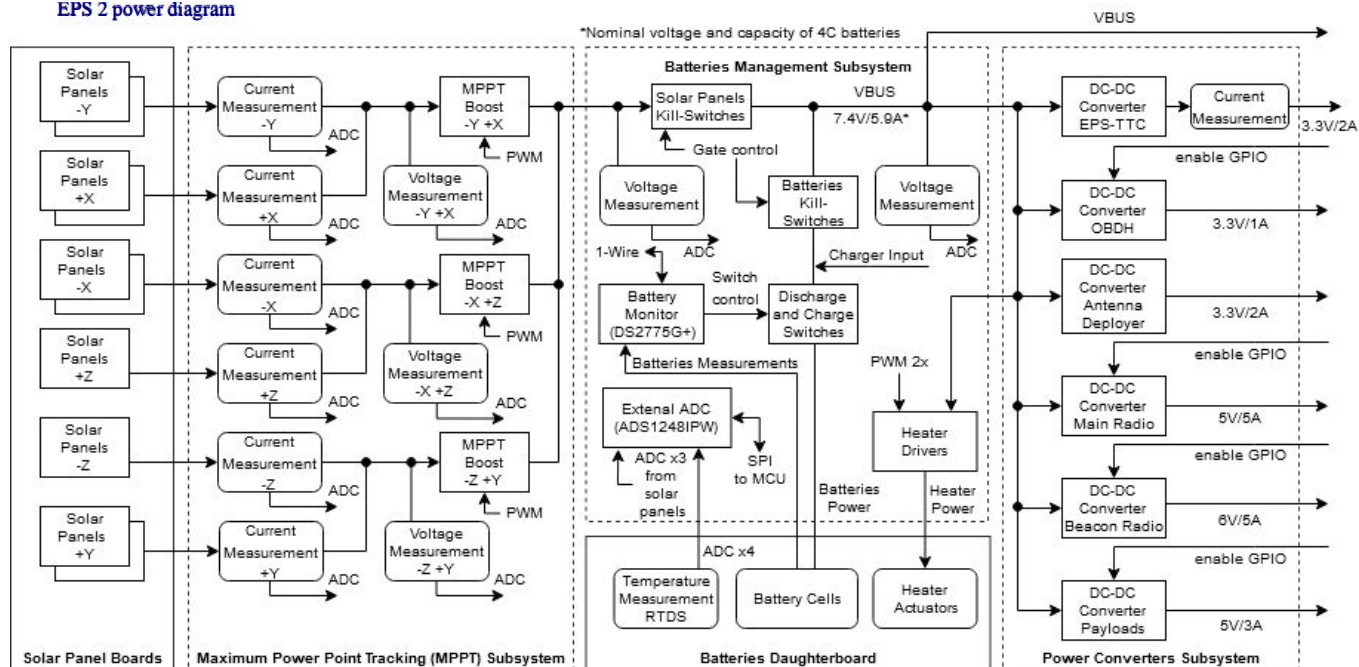 EPS 2 power diagram
VBUS
*Nominal voltage and capacity of 4C batteries
Solar
Panels
-Y
Solar
Panels
+X
Solar
Panels
-X
Solar
Panels
+Z
Solar
Panels
-Z
Solar
Panels
+Y
Solar Panel Boards
Current
Measurement
-Y
ADC
Current
Measurement
+X
ADC
Current
Measurement
-X
ADC
Current
Measurement
+Z
ADC
Current
Measurement
-Z
ADC
Current
Measurement
+Y
ADC
MPPT
Boost
-Y +X
PWM
Voltage
Measurement
-Y +X
ADC
MPPT
Boost
-X +Z
PWM
Voltage
Measurement
-X +Z
ADC
MPPT
Boost
-Z +Y
PWM
Voltage
Measurement
-Z +Y
ADC
Maximum Power Point Tracking (MPPT) Subsystem
Batteries Management Subsystem
Solar Panels
Kill-Switches
VBUS
7.4V/5.9A*
Gate control
Voltage
Measurement
ADC
Batteries
Kill-
Switches
Voltage
Measurement
ADC
1-Wire
Charger Input
Switch
control
Battery
Monitor
(DS2775G+)
Discharge
and Charge
Switches
Batteries Measurements
PWM 2x
Extenal ADC
(ADS1248IPW)
ADC x3
from
solar
panels
SPI
to MCU
Heater
Drivers
Batteries
Power
Heater
Power
ADC x4
Temperature
Measurement
RTDS
Battery Cells
Heater
Actuators
Batteries Daughterboard
DC-DC
Converter
EPS-TTC
Current
Measurement
3.3V/2A
enable GPIO
DC-DC
Converter
OBDH
3.3V/1A
DC-DC
Converter
Antenna
Deployer
3.3V/2A
enable GPIO
DC-DC
Converter
Main Radio
5V/5A
enable GPIO
DC-DC
Converter
Beacon Radio
6V/5A
enable GPIO
DC-DC
Converter
Payloads
5V/3A
Power Converters Subsystem